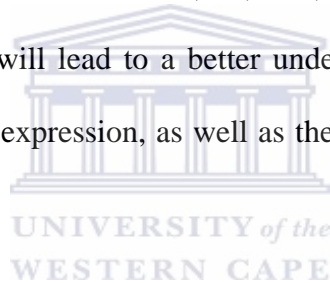 will lead to a better unde
expression, as well as the
UNIVERSITY of the
WESTERN CAPE